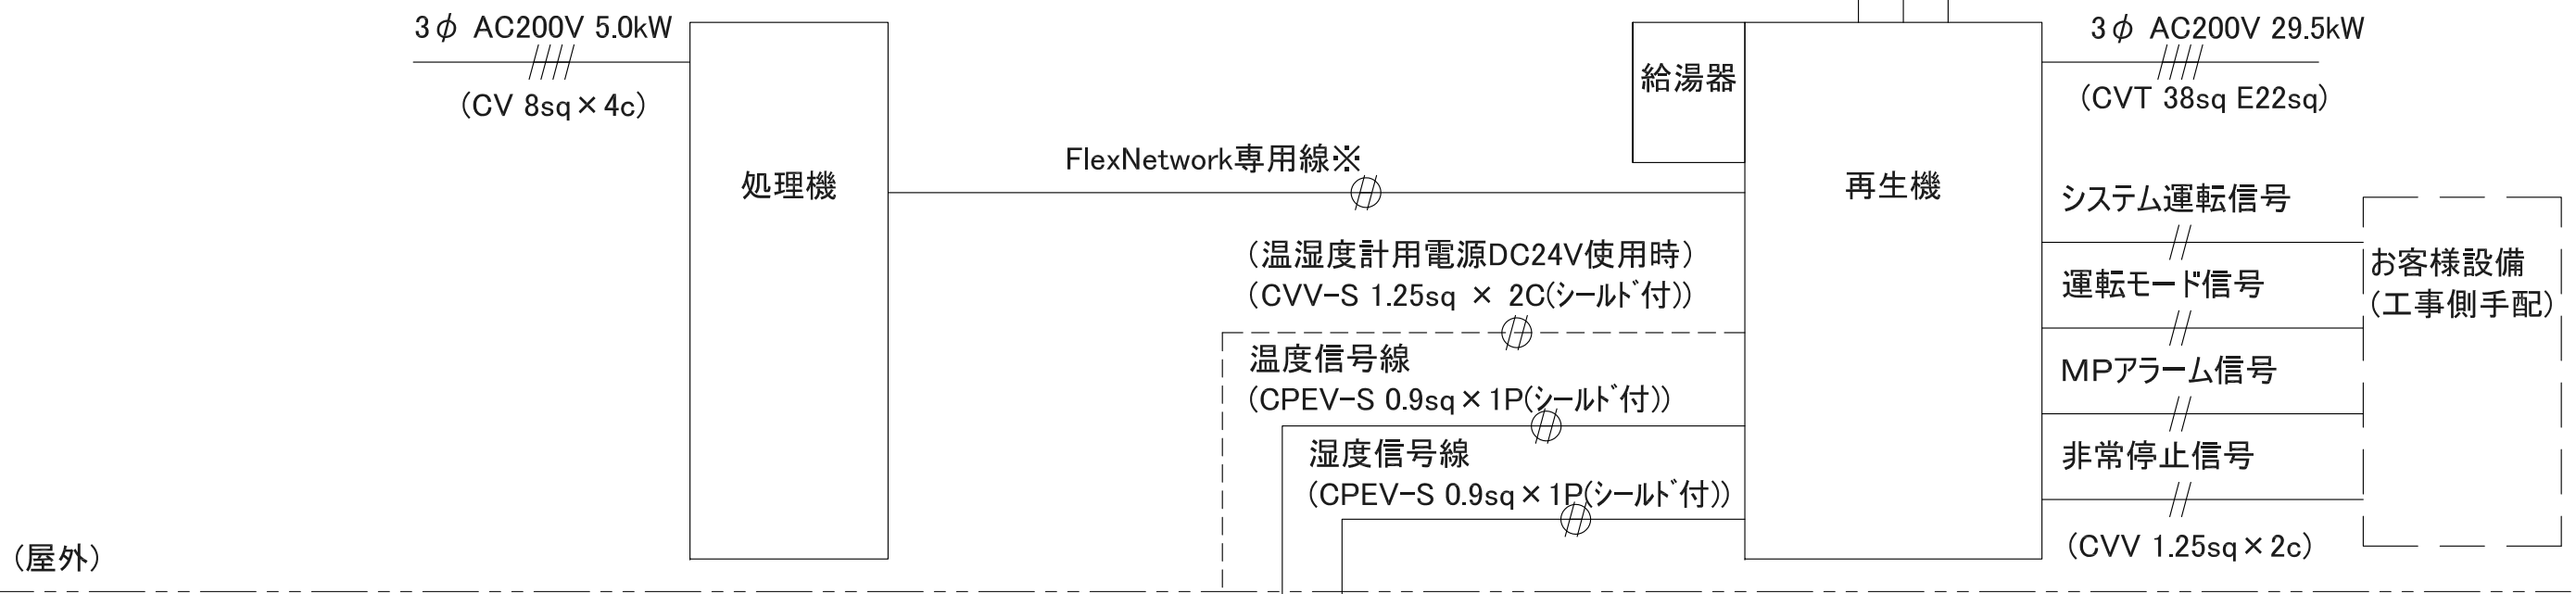 3φ AC200V 5.0kW
(CV 8sq×4c)
処理機
FlexNetwork専用線※
給湯器
再生機
3φ AC200V 29.5kW
(CVT 38sq E22sq)
(温湿度計用電源DC24V使用時)
(CVV-S 1.25sq × 2C(シールド付))
温度信号線
(CPEV-S 0.9sq×1P(シールド付))
湿度信号線
(CPEV-S 0.9sq×1P(シールド付))
システム運転信号
運転モード信号
MPアラーム信号
非常停止信号
(CVV 1.25sq×2c)
お客様設備
(工事側手配)
(屋外)